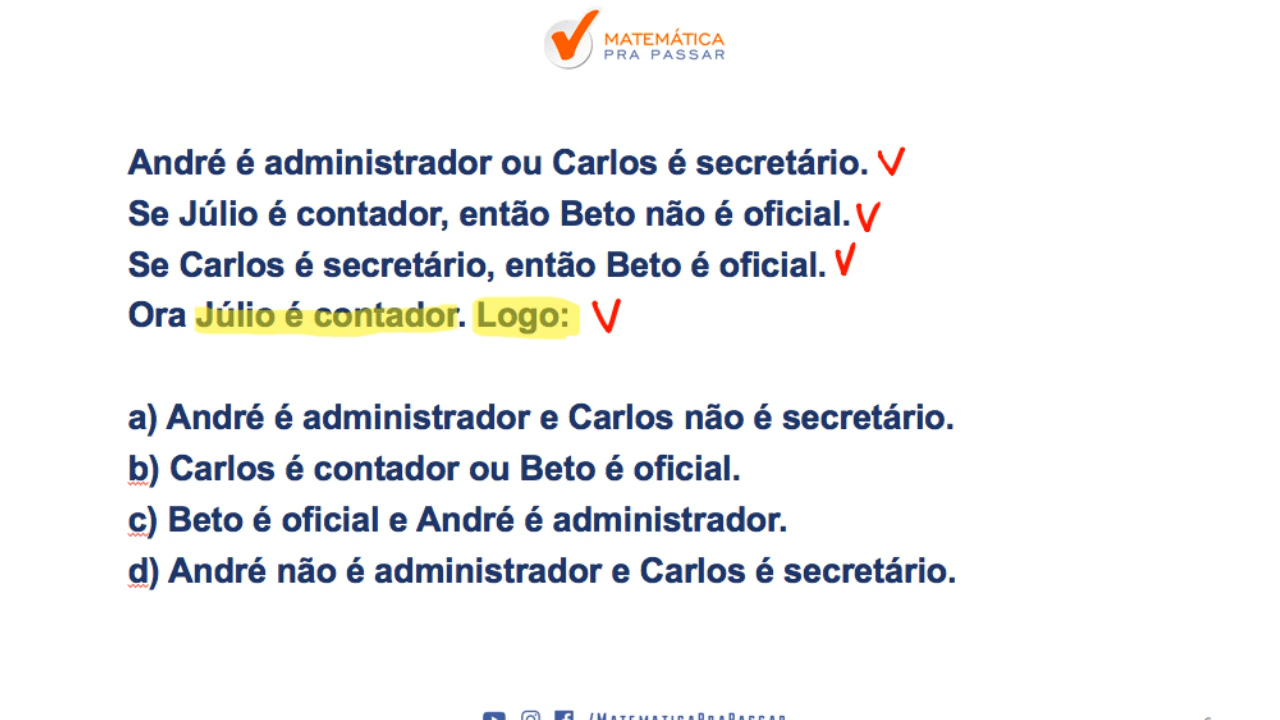 MATEMÁTICA
PRA PASSAR
André é administrador ou Carlos é secretário. V
Se Júlio é contador, então Beto não é oficial. V
Se Carlos é secretário, então Beto é oficial. V
Ora Júlio é contador. Logo: V
a) André é administrador e Carlos não é secretário.
b) Carlos é contador ou Beto é oficial.
c) Beto é oficial e André é administrador.
d) André não é administrador e Carlos é secretário.
/MATEMATICAPRAPASSAR